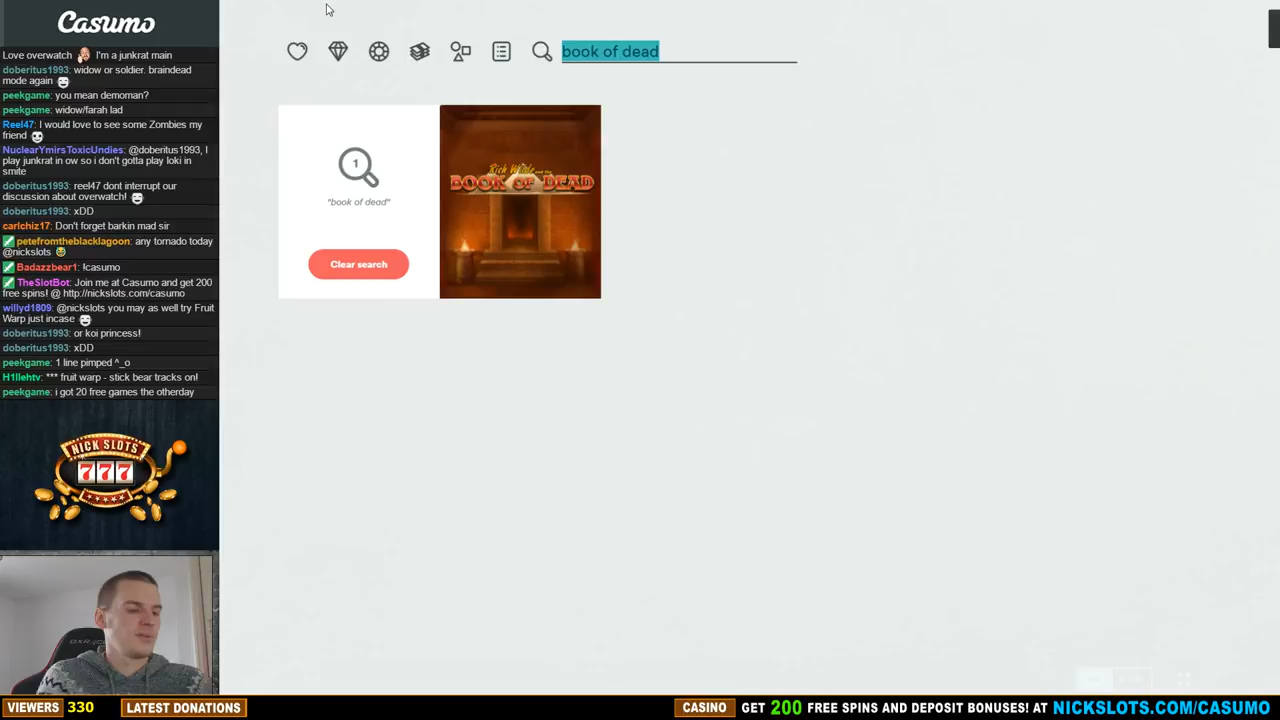 Casumo
Love overwatch I'm a junkrat main
doberitus1993: widow or soldier. braindead
mode again
peekgame: you mean demoman?
peekgame: widow/farah lad
Reel47: I would love to see some Zombies my
friend
NuclearYmirsToxicUndies: @doberitus1993, I
play junkrat in ow so i don't gotta play loki in
smite
doberitus1993: reel47 dont interrupt our
discussion about overwatch!
doberitus1993: xDD
carlchiz17: Don't forget barkin mad sir
petefromtheblacklagoon: any tornado today
@nickslots
Badazzbear1: !casumo
TheSlotBot: Join me at Casumo and get 200
free spins! @ http://nickslots.com/casumo
willyd1809: @nickslots you may as well try Fruit
Warp just incase
doberitus1993: or koi princess!
doberitus1993: xDD
peekgame: 1 line pimped ^_o
H1llehtv: *** fruit warp - stick bear tracks on!
peekgame: i got 20 free games the otherday
NICK SLOTS
777
book of dead
1
"book of dead"
Clear search
Rich Wilde and the
BOOK OF DEAD
VIEWERS 330
LATEST DONATIONS
CASINO
GET 200 FREE SPINS AND DEPOSIT BONUSES! AT NICKSLOTS.COM/CASUMO